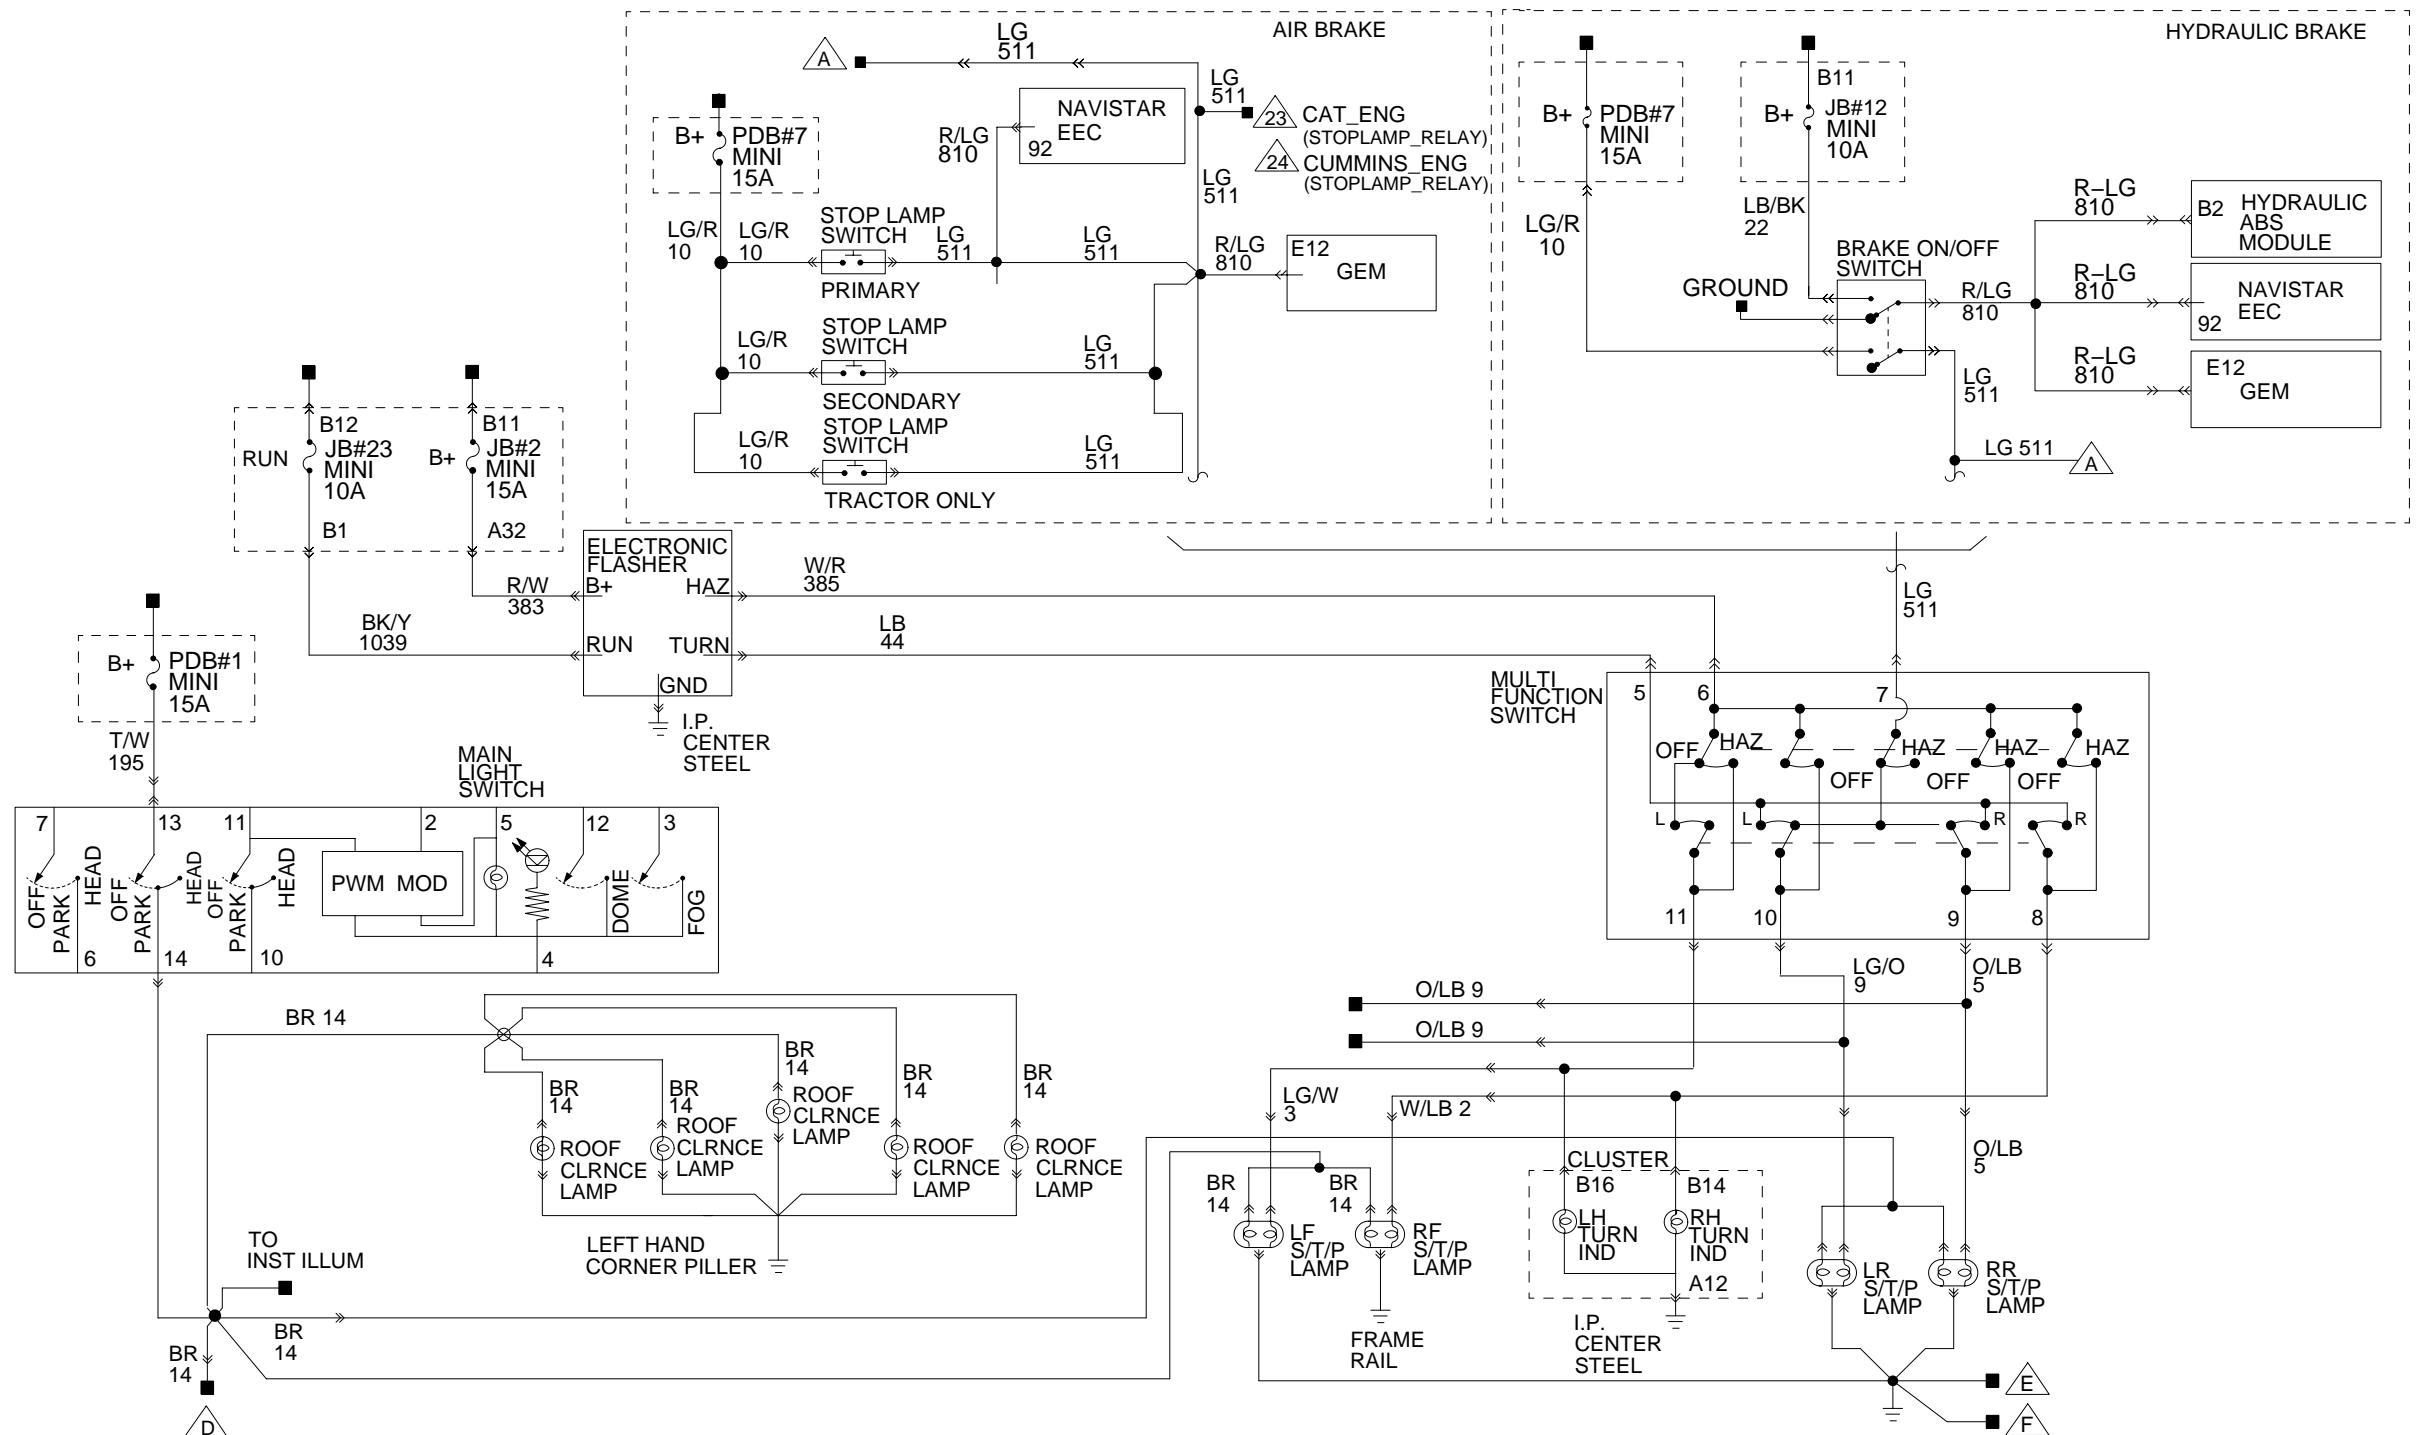 AIR BRAKE
A
LG
511
PDB#7
MINI
15A
B+
NAVISTAR
EEC
92
R/LG
810
LG
511
23
CAT_ENG
(STOPLAMP_RELAY)
24
CUMMINS_ENG
(STOPLAMP_RELAY)
LG
511
LG/R
10
LG/R
10
STOP LAMP
SWITCH
PRIMARY
LG
511
LG
511
R/LG
810
E12
GEM
LG/R
10
STOP LAMP
SWITCH
SECONDARY
LG
511
LG/R
10
STOP LAMP
SWITCH
TRACTOR ONLY
LG
511
HYDRAULIC BRAKE
B+
PDB#7
MINI
15A
B11
B+
JB#12
MINI
10A
LG/R
10
LB/BK
22
GROUND
BRAKE ON/OFF
SWITCH
R/LG
810
R–LG
810
B2
HYDRAULIC
ABS
MODULE
R–LG
810
NAVISTAR
EEC
92
R–LG
810
E12
GEM
LG
511
LG 511
A
RUN
B12
JB#23
MINI
10A
B1
B+
B11
JB#2
MINI
15A
A32
ELECTRONIC
FLASHER
B+
HAZ
RUN
TURN
GND
R/W
383
BK/Y
1039
W/R
385
LB
44
LG
511
I.P.
CENTER
STEEL
B+
PDB#1
MINI
15A
T/W
195
MAIN
LIGHT
SWITCH
7
13
11
2
5
12
3
OFF
PARK
HEAD
OFF
PARK
HEAD
OFF
PARK
HEAD
PWM MOD
DOME
FOG
6
14
10
4
MULTI
FUNCTION
SWITCH
5
6
7
OFF
HAZ
OFF
HAZ
OFF
HAZ
OFF
HAZ
L
L
R
R
11
10
9
8
LG/O
9
O/LB
5
O/LB 9
O/LB 9
BR 14
BR
14
ROOF
CLRNCE
LAMP
BR
14
ROOF
CLRNCE
LAMP
BR
14
ROOF
CLRNCE
LAMP
BR
14
ROOF
CLRNCE
LAMP
BR
14
ROOF
CLRNCE
LAMP
LEFT HAND
CORNER PILLER
LG/W
3
W/LB 2
BR
14
BR
14
LF
S/T/P
LAMP
RF
S/T/P
LAMP
FRAME
RAIL
CLUSTER
B16
B14
LH
TURN
IND
RH
TURN
IND
A12
I.P.
CENTER
STEEL
O/LB
5
LR
S/T/P
LAMP
RR
S/T/P
LAMP
TO
INST ILLUM
BR
14
BR
14
D
E
F